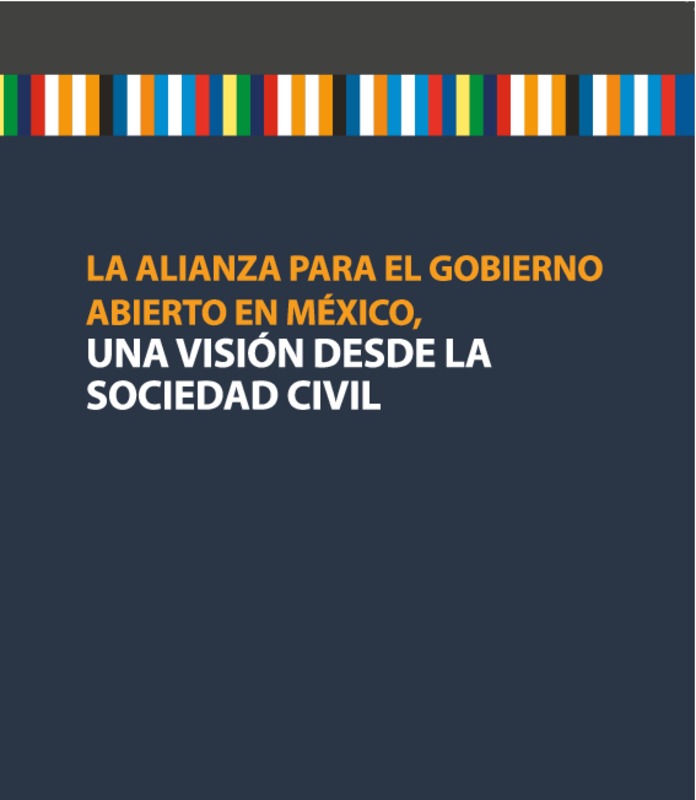 LA ALIANZA PARA EL GOBIERNO
ABIERTO EN MÉXICO,
UNA VISIÓN DESDE LA
SOCIEDAD CIVIL